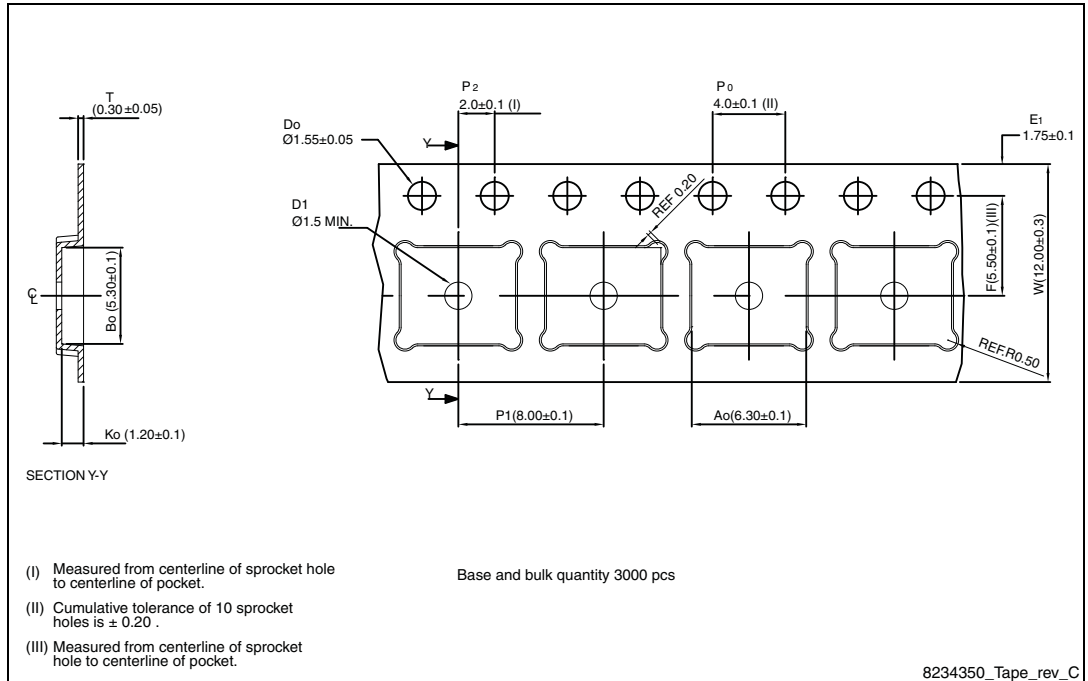 T
(0.30 ±0.05)
P2
2.0±0.1 (I)
P0
4.0±0.1 (II)
E1
1.75±0.1
Do
Ø1.55±0.05
Y
D1
Ø1.5 MIN.
REF 0.20
F(5.50±0.1)(III)
W(12.00±0.3)
CL
Bo (5.30±0.1)
REF.R0.50
Y
P1(8.00±0.1)
Ao(6.30±0.1)
Ko (1.20±0.1)
SECTION Y-Y
(I) Measured from centerline of sprocket hole
to centerline of pocket.
Base and bulk quantity 3000 pcs
(II) Cumulative tolerance of 10 sprocket
holes is ± 0.20 .
(III) Measured from centerline of sprocket
hole to centerline of pocket.
8234350_Tape_rev_C